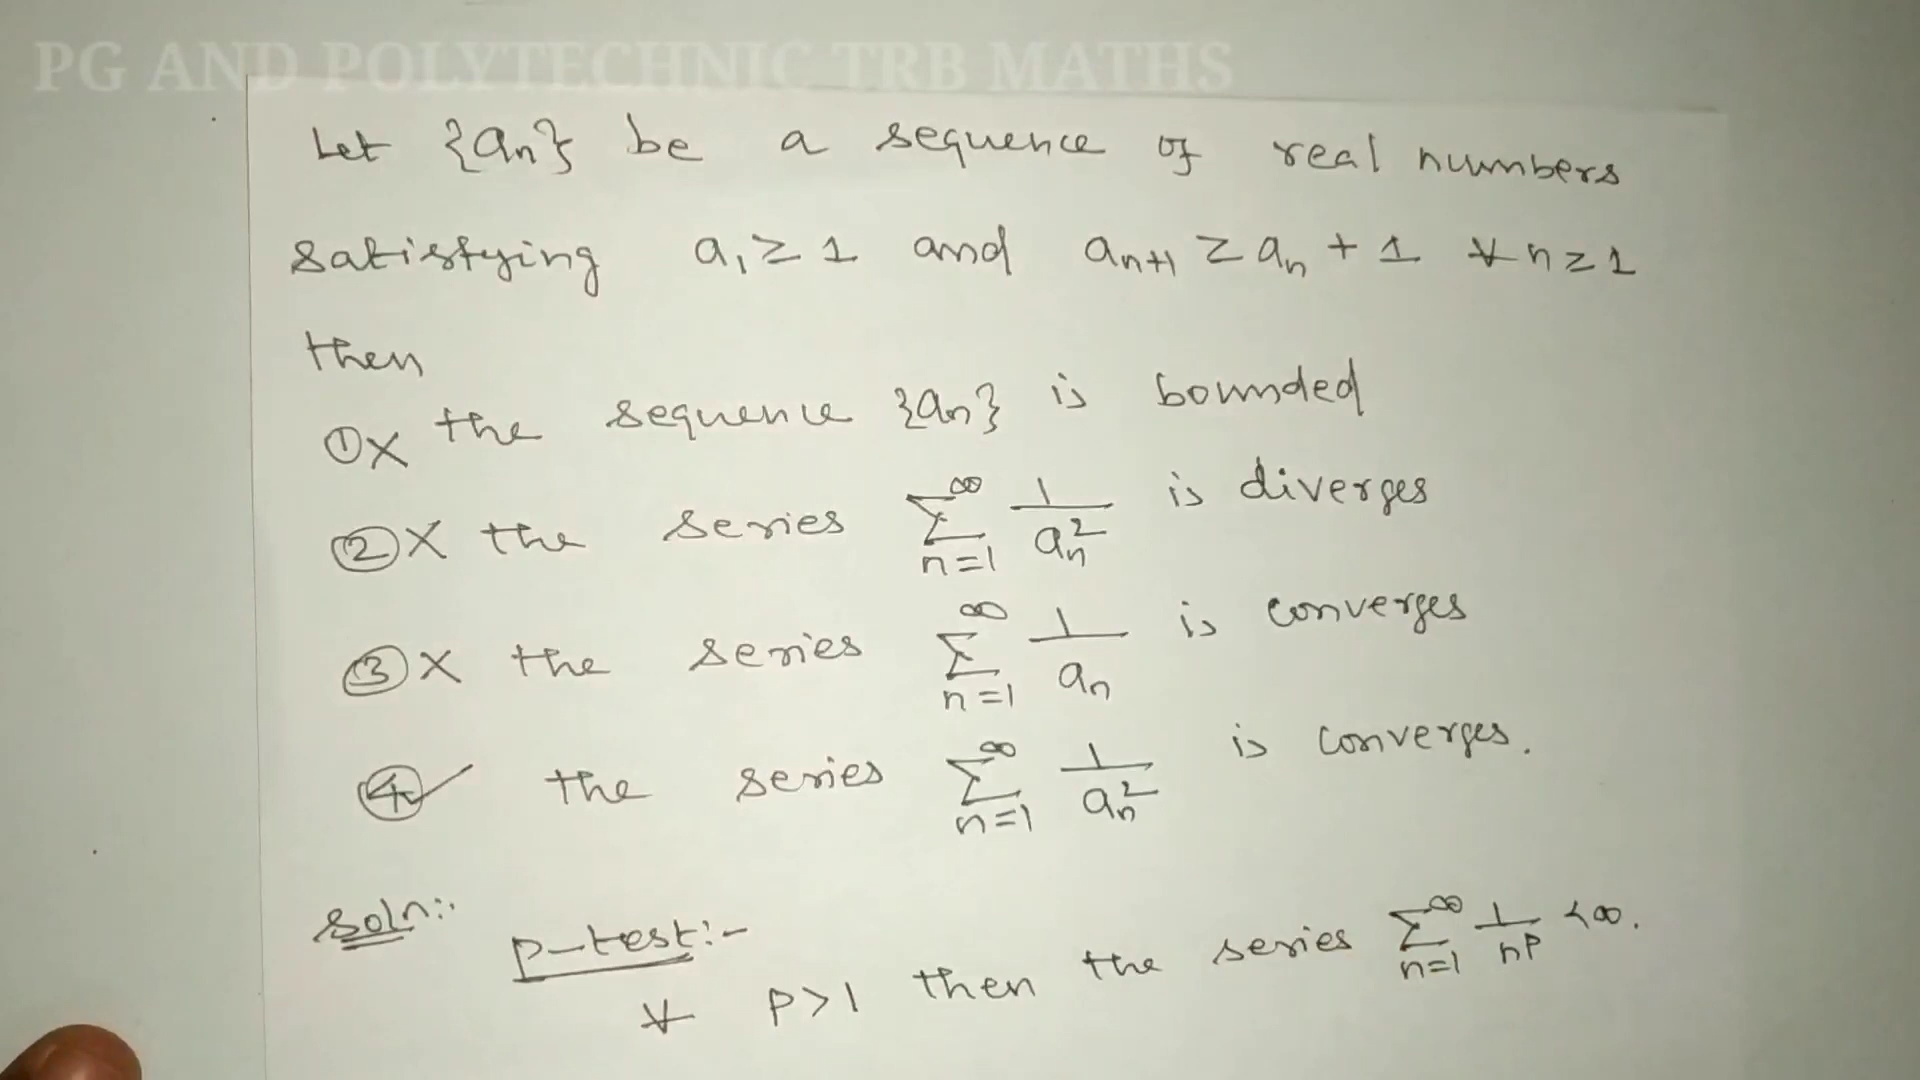 PG AND POLYTECHNIC TRB MATHS
Let {aₙ} be a sequence of real numbers
satisfying a₁ ≥ 1 and aₙ₊₁ ≥ aₙ + 1 ∀ n ≥ 1
then
① X the sequence {aₙ} is bounded
② X the series ∑_{n=1}^{∞} 1/aₙ² is diverges
③ X the series ∑_{n=1}^{∞} 1/aₙ is converges
④ ✓ the series ∑_{n=1}^{∞} 1/aₙ² is converges.
Soln:-
P-test:-
∀ P>1 then the series ∑_{n=1}^{∞} 1/n^P < ∞.